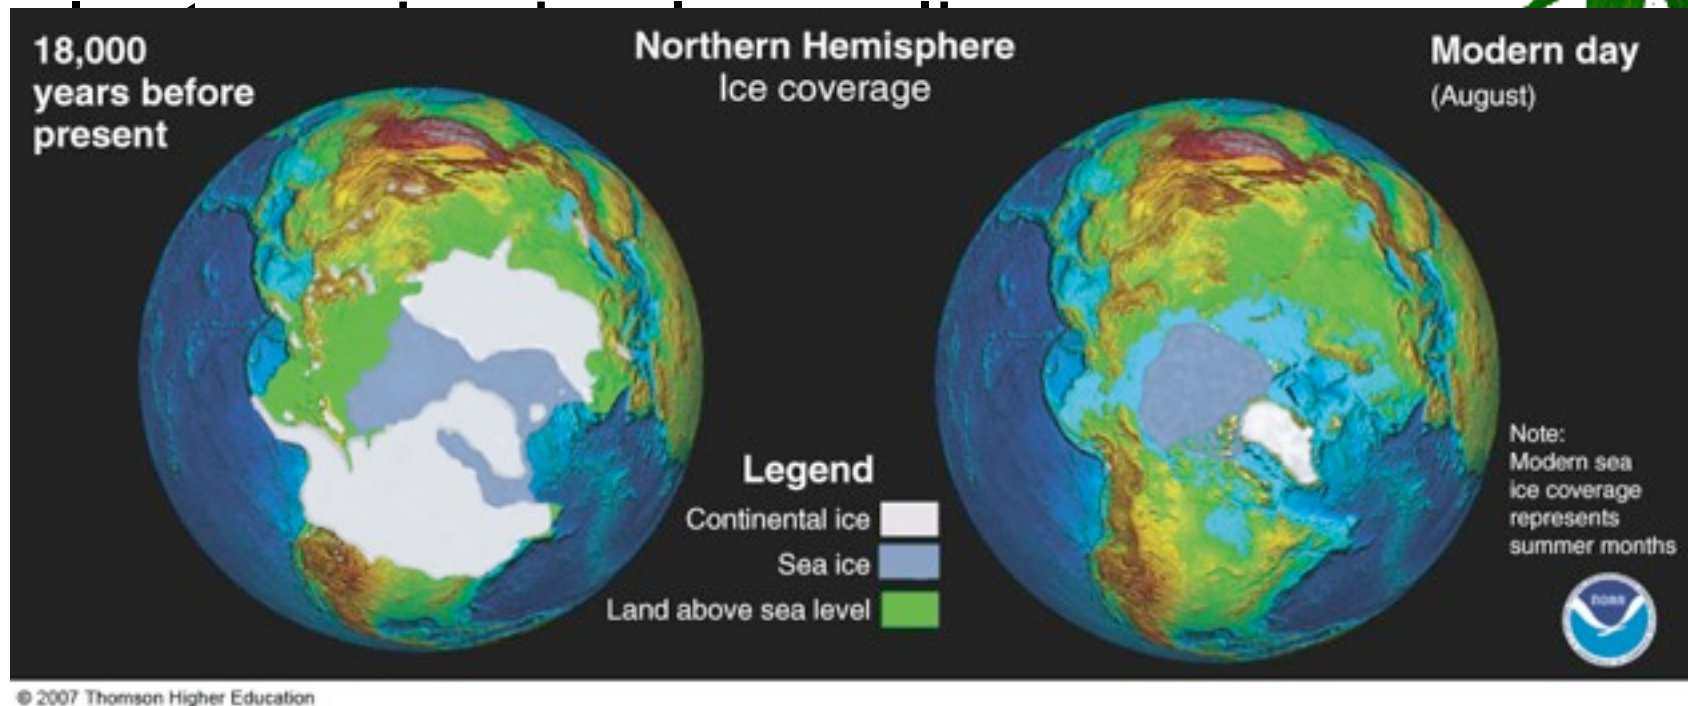 18,000
years before
present
Northern Hemisphere
Ice coverage
Modern day
(August)
Legend
Continental ice
Sea ice
Land above sea level
Note:
Modern sea
ice coverage
represents
summer months
noaa
© 2007 Thomson Higher Education